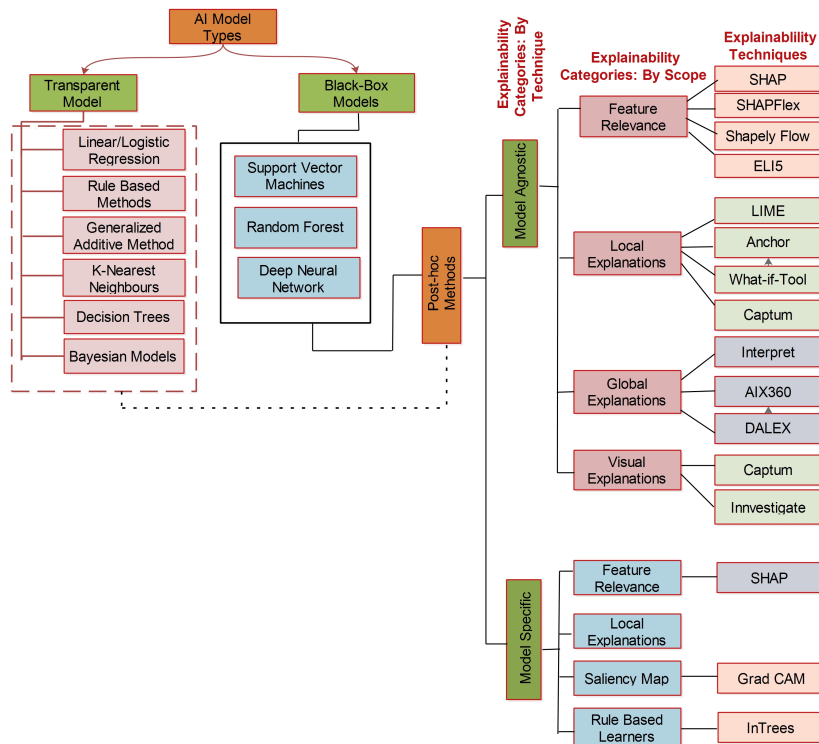 AI Model
Types
Transparent
Model
Black-Box
Models
Linear/Logistic
Regression
Rule Based
Methods
Generalized
Additive Method
K-Nearest
Neighbours
Decision Trees
Bayesian Models
Support Vector
Machines
Random Forest
Deep Neural
Network
Post-hoc
Methods
Explainability
Categories: By
Technique
Model Agnostic
Model Specific
Explainability
Categories: By Scope
Feature
Relevance
Local
Explanations
Global
Explanations
Visual
Explanations
Feature
Relevance
Local
Explanations
Saliency Map
Rule Based
Learners
Explainablility
Techniques
SHAP
SHAPFlex
Shapely Flow
ELI5
LIME
Anchor
What-if-Tool
Captum
Interpret
AIX360
DALEX
Captum
Innvestigate
SHAP
Grad CAM
InTrees